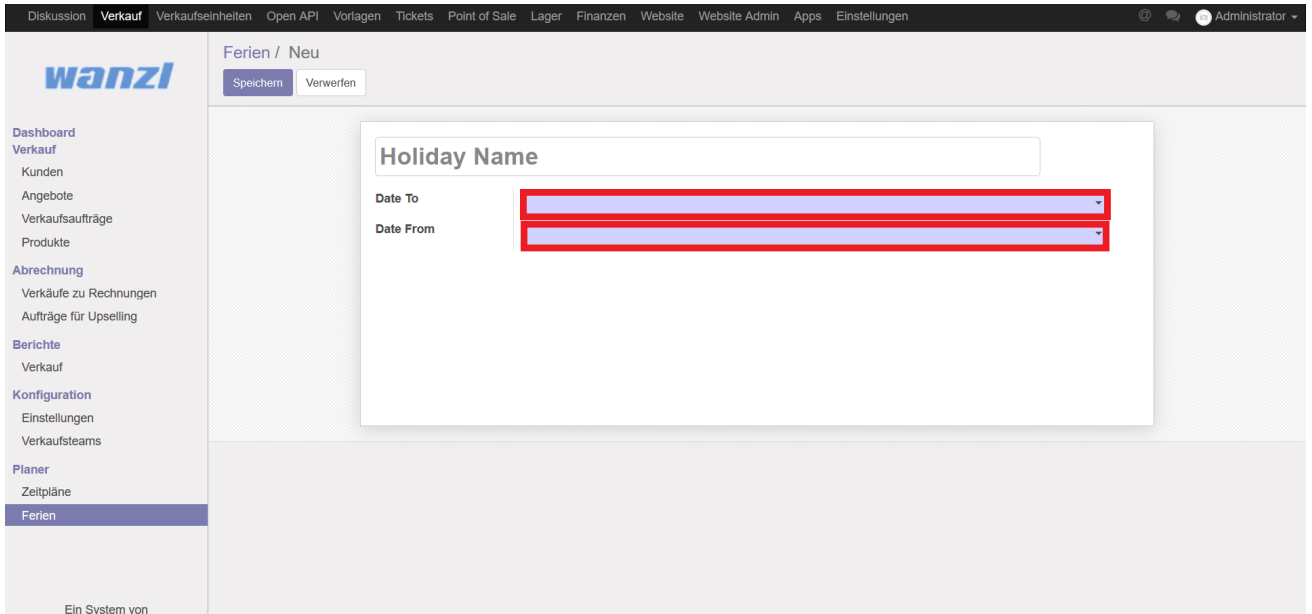 Diskussion Verkauf Verkaufseinheiten Open API Vorlagen Tickets Point of Sale Lager Finanzen Website Website Admin Apps Einstellungen @ Administrator
wanzl
Ferien / Neu
Speichern Verwerfen
Dashboard
Verkauf
Kunden
Angebote
Verkaufsaufträge
Produkte
Abrechnung
Verkäufe zu Rechnungen
Aufträge für Upselling
Berichte
Verkauf
Konfiguration
Einstellungen
Verkaufsteams
Planer
Zeitpläne
Ferien
Ein System von
Holiday Name
Date To
Date From